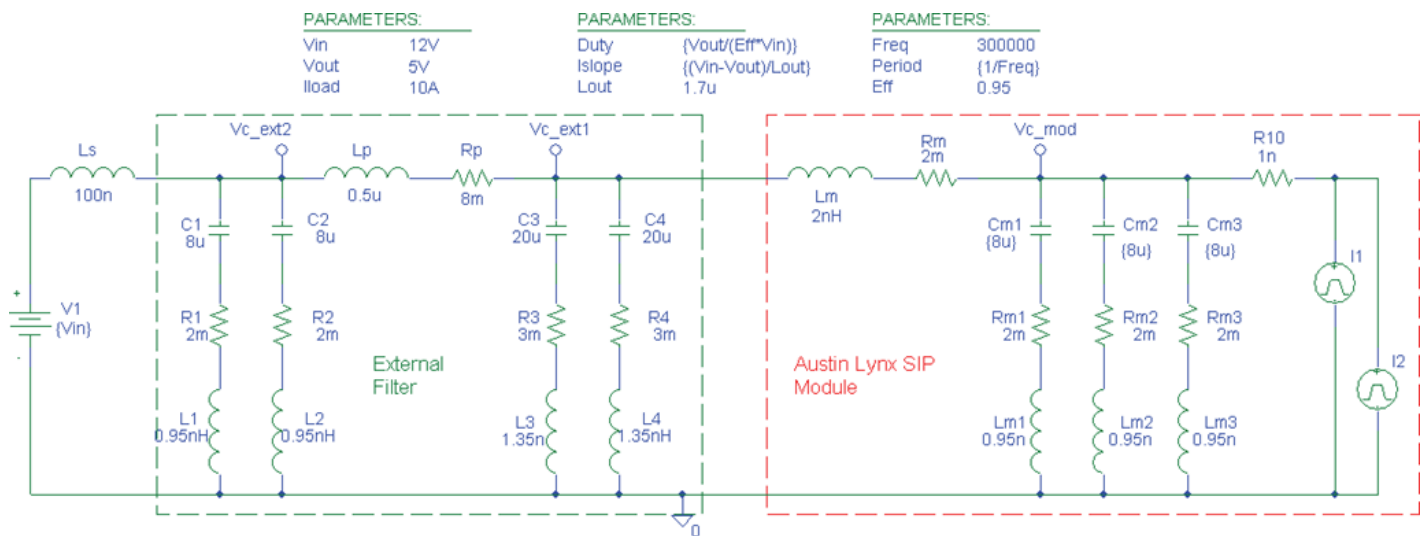 PARAMETERS:
Vin 12V
Vout 5V
Iload 10A
PARAMETERS:
Duty {Vout/(Eff*Vin)}
Islope {(Vin-Vout)/Lout}
Lout 1.7u
PARAMETERS:
Freq 300000
Period {1/Freq}
Eff 0.95
Ls
100n
V1
{Vin}
+
-
Vc_ext2
Lp
0.5u
Rp
8m
Vc_ext1
C1
8u
C2
8u
C3
20u
C4
20u
R1
2m
R2
2m
R3
3m
R4
3m
External
Filter
L1
0.95nH
L2
0.95nH
L3
1.35n
L4
1.35nH
0
Lm
2nH
Rm
2m
Vc_mod
R10
1n
Cm1
{8u}
Cm2
{8u}
Cm3
{8u}
Rm1
2m
Rm2
2m
Rm3
2m
Austin Lynx SIP
Module
Lm1
0.95n
Lm2
0.95n
Lm3
0.95n
I1
I2